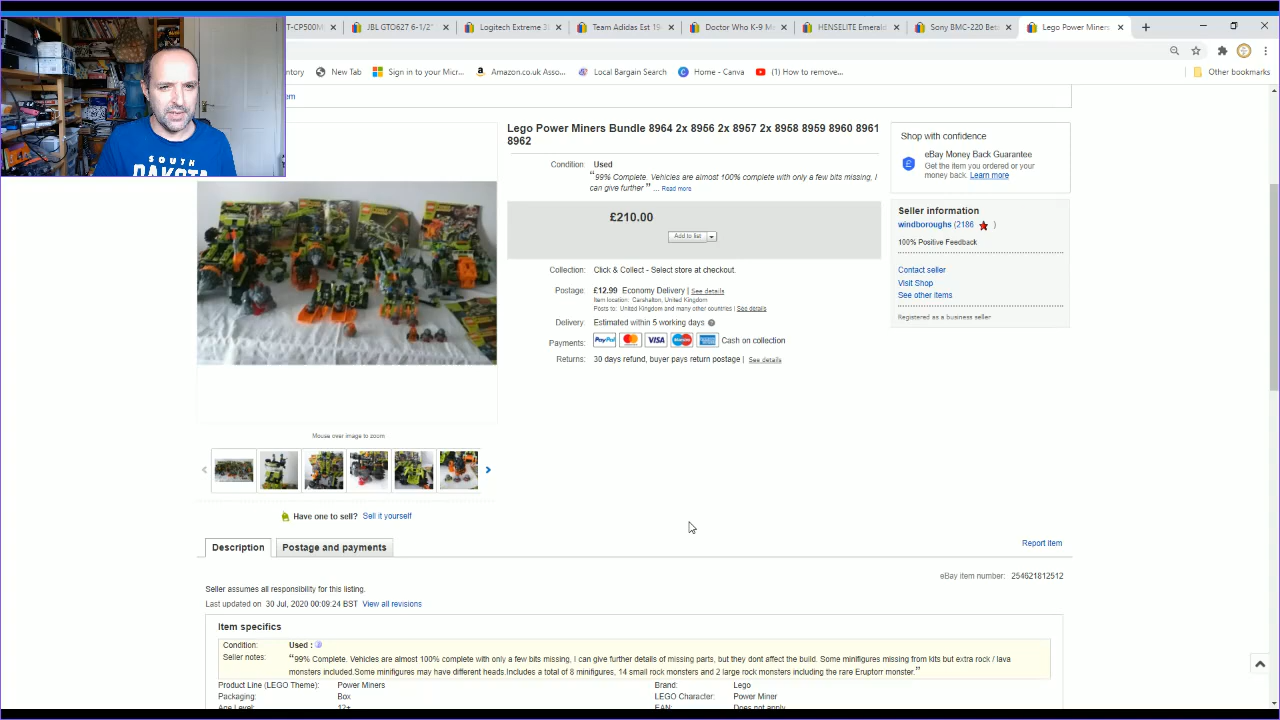 T-CP500M
JBL GTO627 6-1/2"
Logitech Extreme 3
Team Adidas Est 19
Doctor Who K-9 M
HENSELITE Emerald
Sony BMC-220 Beta
Lego Power Miners
intory
New Tab
Sign in to your Micr...
Amazon.co.uk Asso...
Local Bargain Search
Home - Canva
(1) How to remove...
Other bookmarks
em
SOUTH
DAKOTA
Lego Power Miners Bundle 8964 2x 8956 2x 8957 2x 8958 8959 8960 8961
8962
Condition: Used
"99% Complete. Vehicles are almost 100% complete with only a few bits missing, I
can give further " ... Read more
£210.00
Add to list
Collection: Click & Collect - Select store at checkout.
Postage: £12.99 Economy Delivery | See details
Item location: Carshalton, United Kingdom
Posts to: United Kingdom and many other countries | See details
Delivery: Estimated within 5 working days
Payments: PayPal VISA Cash on collection
Returns: 30 days refund, buyer pays return postage | See details
Shop with confidence
eBay Money Back Guarantee
Get the item you ordered or your
money back. Learn more
Seller information
windboroughs (2186 )
100% Positive Feedback
Contact seller
Visit Shop
See other items
Registered as a business seller
Mouse over image to zoom
Have one to sell? Sell it yourself
Description
Postage and payments
Report item
eBay item number: 254621812512
Seller assumes all responsibility for this listing.
Last updated on 30 Jul, 2020 00:09:24 BST View all revisions
Item specifics
Condition: Used :
Seller notes: "99% Complete. Vehicles are almost 100% complete with only a few bits missing, I can give further details of missing parts, but they dont affect the build. Some minifigures missing from kits but extra rock / lava
monsters included.Some minifigures may have different heads.Includes a total of 8 minifigures, 14 small rock monsters and 2 large rock monsters including the rare Eruptorr monster."
Product Line (LEGO Theme): Power Miners Brand: Lego
Packaging: Box LEGO Character: Power Miner
Age Level: 12+ EAN: Does not apply